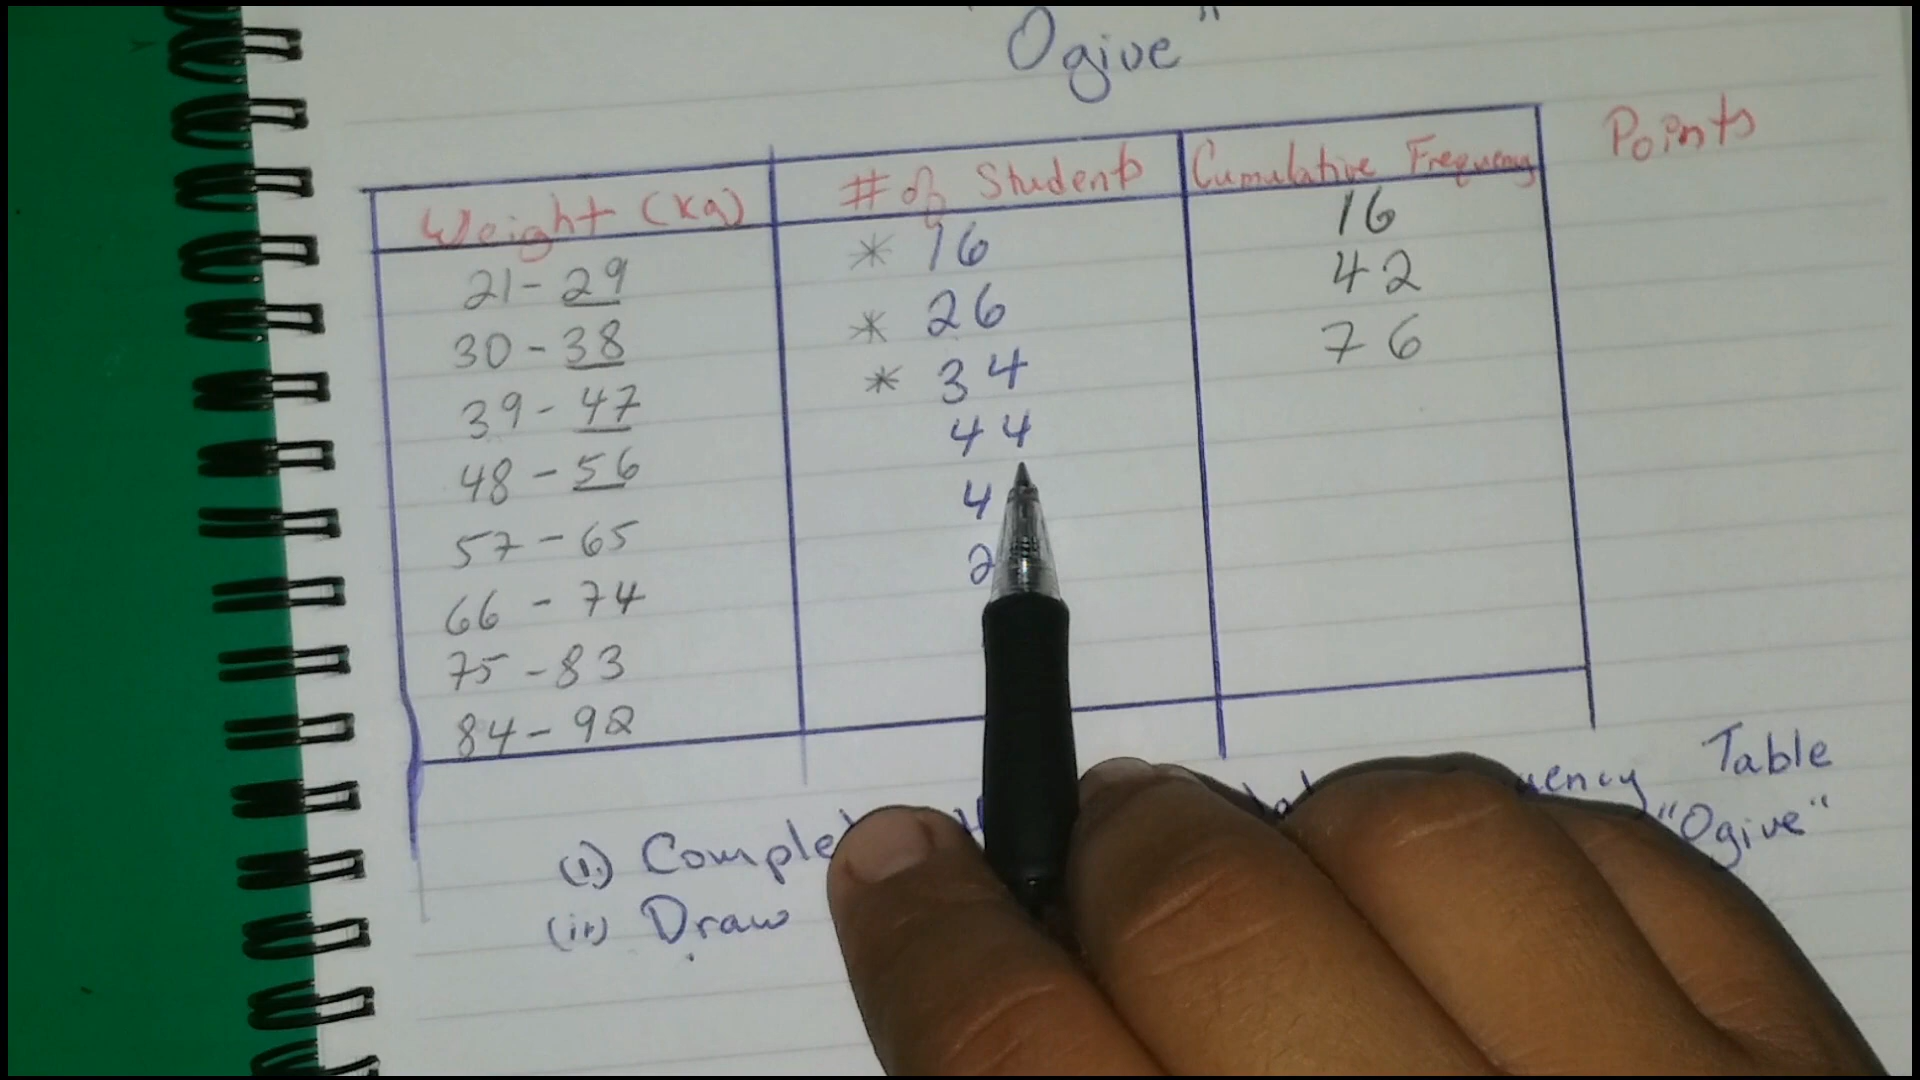 Ogive"
Weight (Kg) # of Students Cumulative Frequency Points
21-29 * 16 16
30-38 * 26 42
39-47 * 34 76
48-56 44
57-65
66-74
75-83
84-92
(i.) Table
(ii) Draw "Ogive"